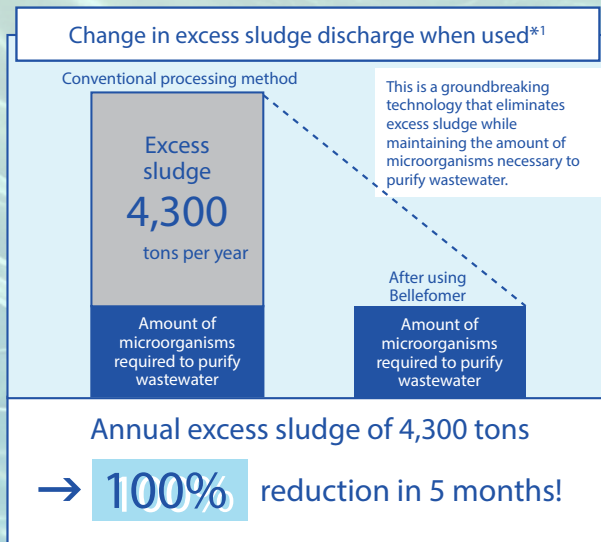 Change in excess sludge discharge when used*1
Conventional processing method
This is a groundbreaking
technology that eliminates
excess sludge while
maintaining the amount of
microorganisms necessary to
purify wastewater.
Excess
sludge
4,300
tons per year
After using
Bellefomer
Amount of
microorganisms
required to purify
wastewater
Amount of
microorganisms
required to purify
wastewater
Annual excess sludge of 4,300 tons
→ 100% reduction in 5 months!